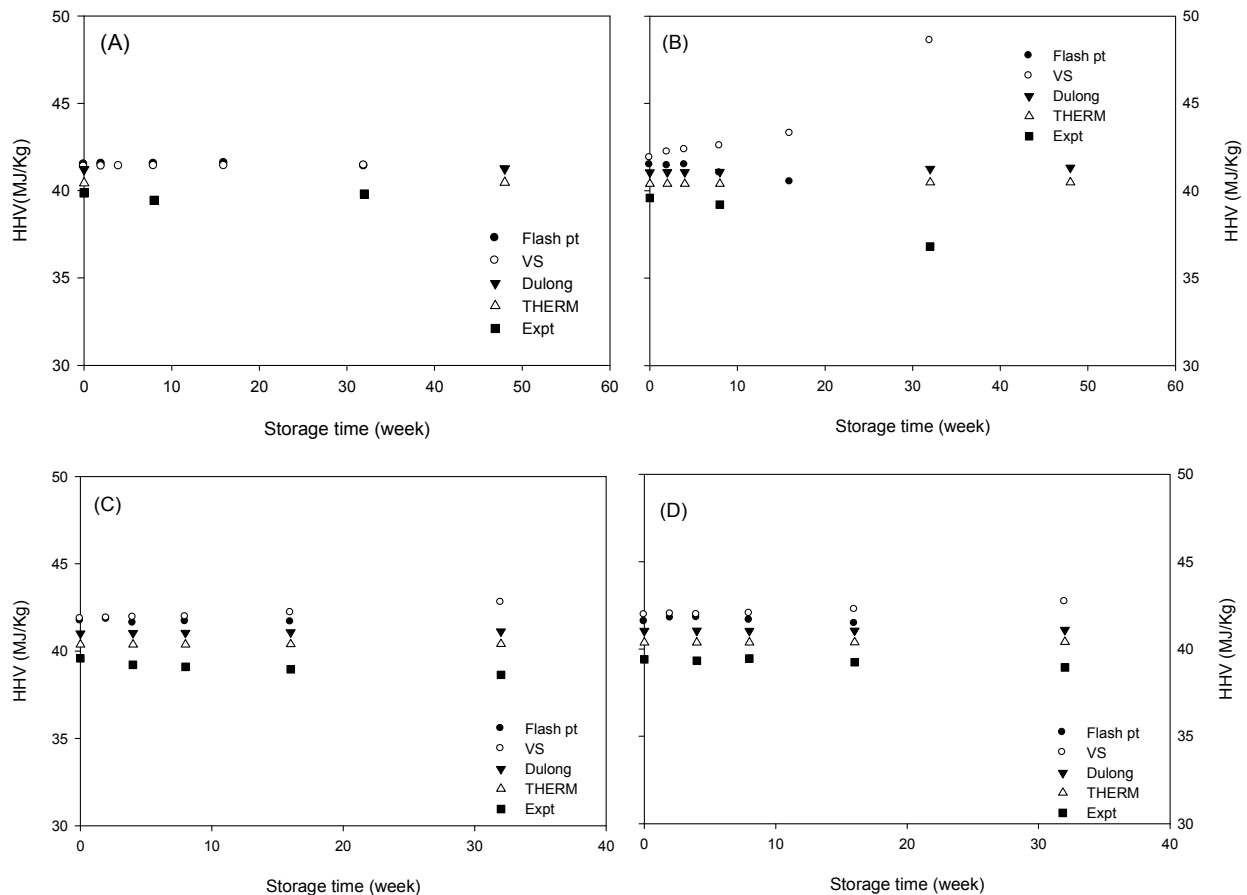 (A)
HHV(MJ/Kg)
50
45
40
35
30
Flash pt
VS
Dulong
THERM
Expt
0 10 20 30 40 50 60
Storage time (week)
(B)
50
45
40
35
30
HHV (MJ/Kg)
Flash pt
VS
Dulong
THERM
Expt
0 10 20 30 40 50 60
Storage time (week)
(C)
HHV (MJ/Kg)
50
45
40
35
30
Flash pt
VS
Dulong
THERM
Expt
0 10 20 30 40
Storage time (week)
(D)
50
45
40
35
30
HHV (MJ/Kg)
Flash pt
VS
Dulong
THERM
Expt
0 10 20 30 40
Storage time (week)